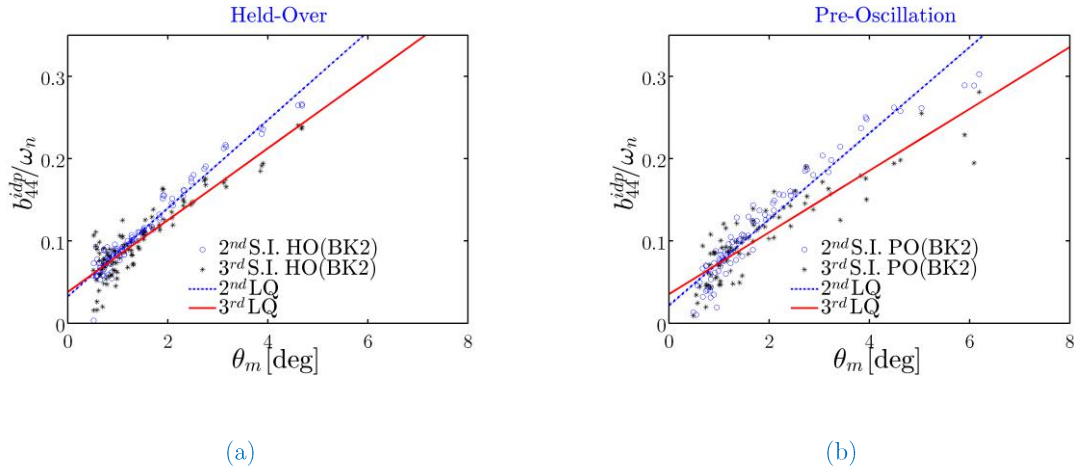 Held-Over
0.3
0.2
0.1
0
0 2 4 6 8
b_{44}^{idp}/ω_n
θ_m [deg]
2^{nd} S.I. HO(BK2)
3^{rd} S.I. HO(BK2)
2^{nd} LQ
3^{rd} LQ
(a)
Pre-Oscillation
0.3
0.2
0.1
0
0 2 4 6 8
b_{44}^{idp}/ω_n
θ_m [deg]
2^{nd} S.I. PO(BK2)
3^{rd} S.I. PO(BK2)
2^{nd} LQ
3^{rd} LQ
(b)